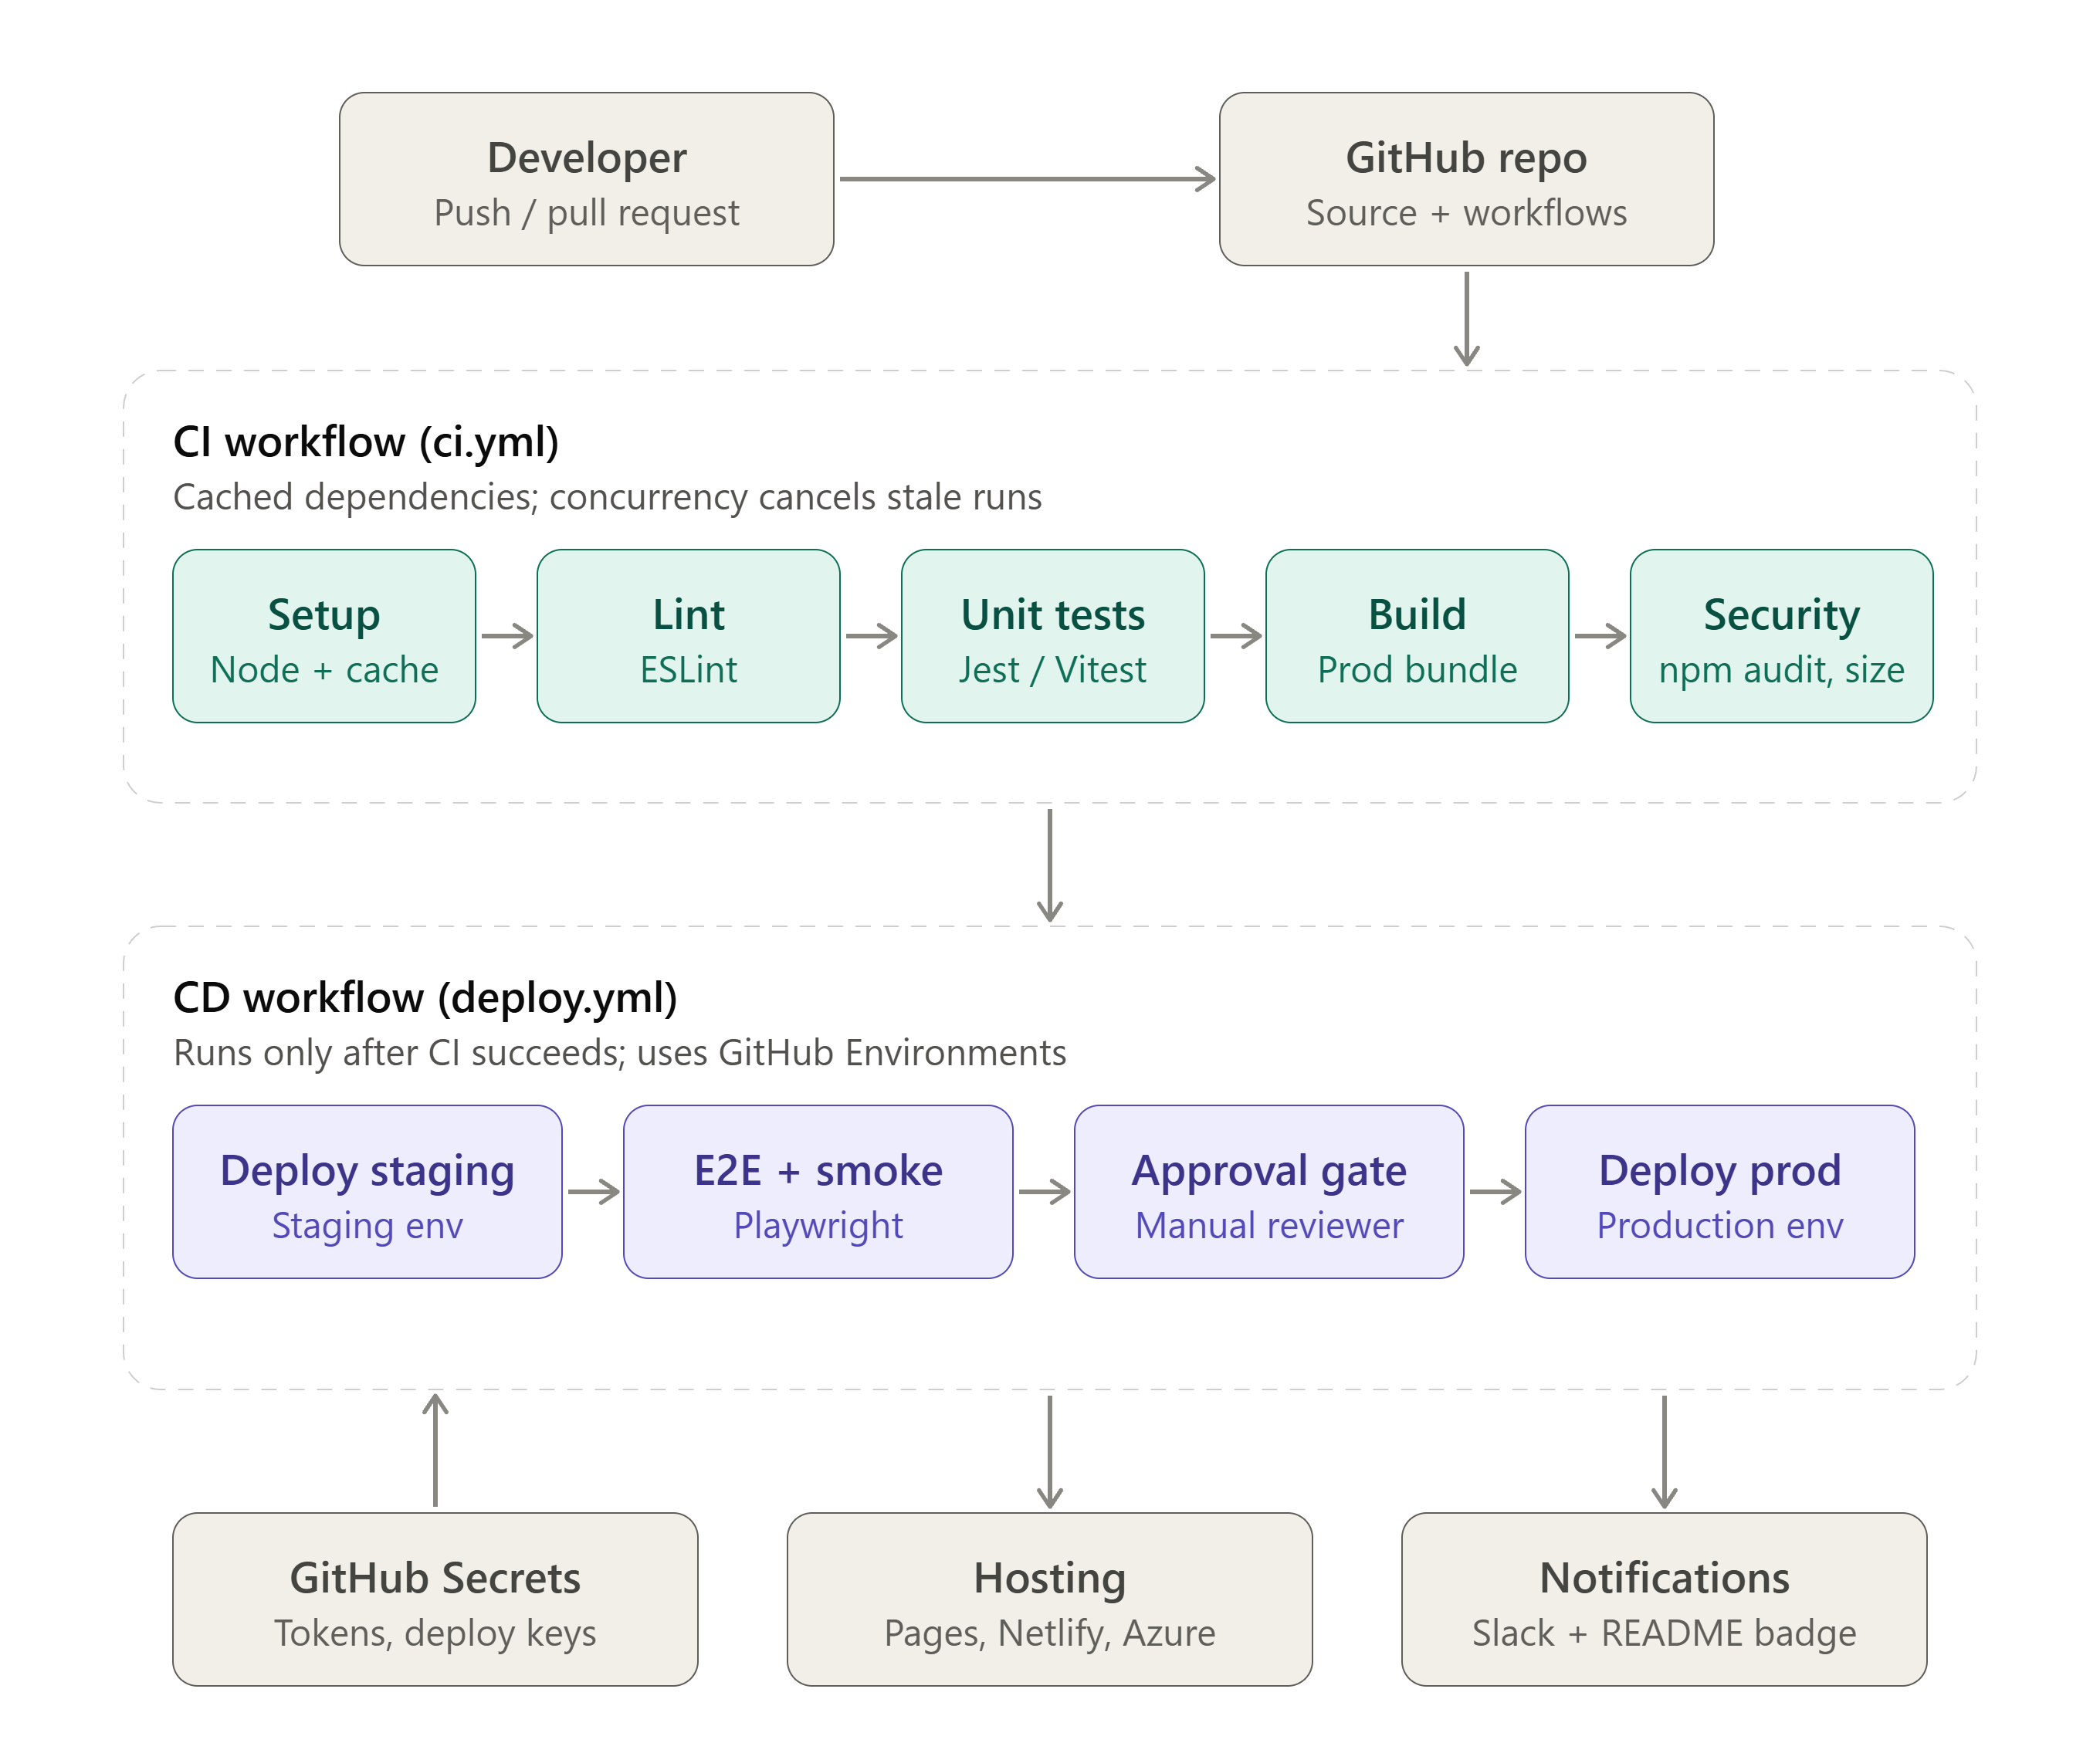 Developer
Push / pull request
GitHub repo
Source + workflows
CI workflow (ci.yml)
Cached dependencies; concurrency cancels stale runs
Setup
Node + cache
Lint
ESLint
Unit tests
Jest / Vitest
Build
Prod bundle
Security
npm audit, size
CD workflow (deploy.yml)
Runs only after CI succeeds; uses GitHub Environments
Deploy staging
Staging env
E2E + smoke
Playwright
Approval gate
Manual reviewer
Deploy prod
Production env
GitHub Secrets
Tokens, deploy keys
Hosting
Pages, Netlify, Azure
Notifications
Slack + README badge